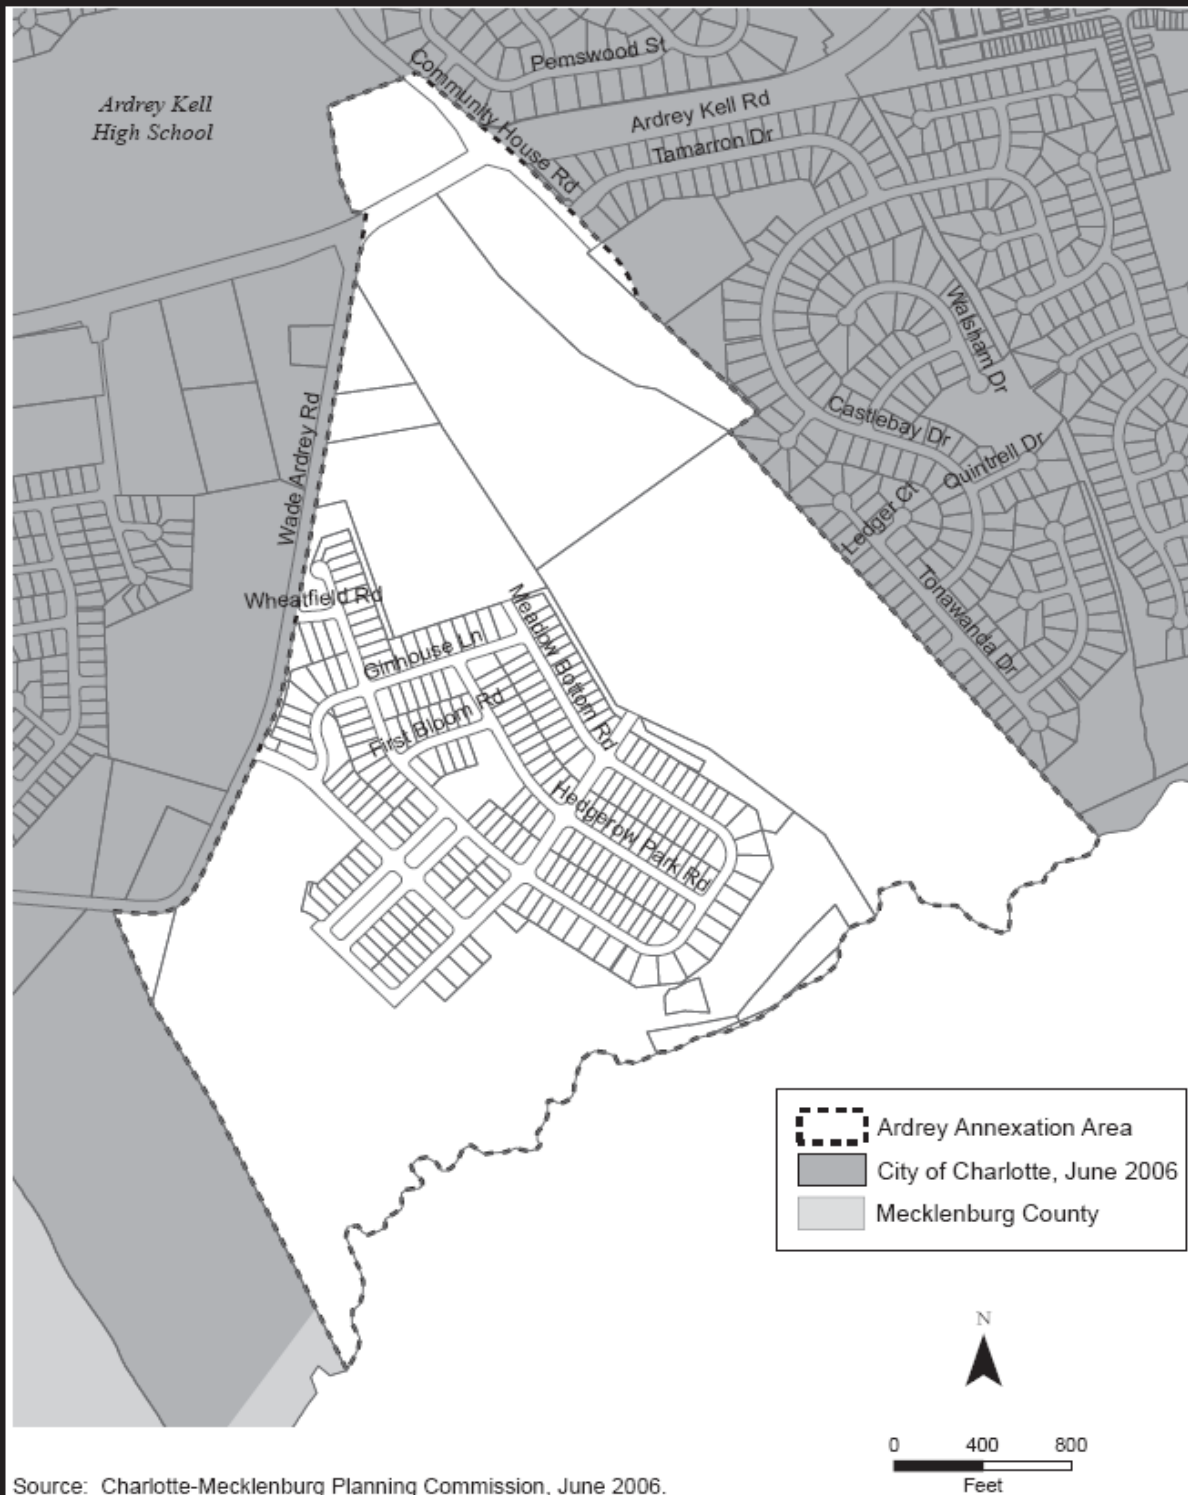 Ardrey Kell
High School
Pemswood St
Community House Rd
Ardrey Kell Rd
Tamarron Dr
Walsham Dr
Castlebay Dr
Quintrell Dr
Ledger Ct
Tonawanda Dr
Wade Ardrey Rd
Wheatfield Rd
Ginhouse Ln
Meadow Bottom Rd
First Bloom Rd
Hedgerow Park Rd
Ardrey Annexation Area
City of Charlotte, June 2006
Mecklenburg County
N
0 400 800
Feet
Source: Charlotte-Mecklenburg Planning Commission, June 2006.